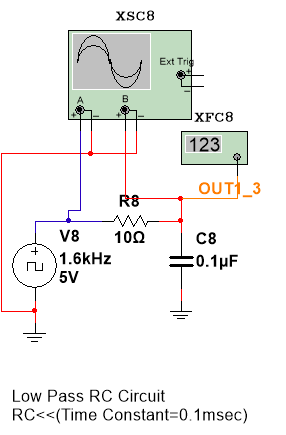 XSC8
Ext Trig
+
−
A
B
+
−
+
−
XFC8
123
OUT1_3
R8
10Ω
V8
1.6kHz
5V
C8
0.1µF
Low Pass RC Circuit
RC<<(Time Constant=0.1msec)